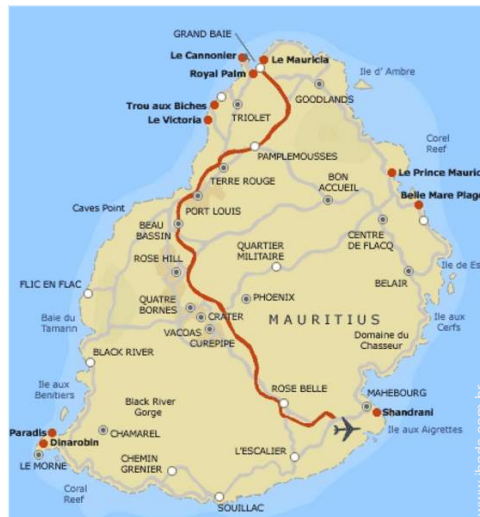 GRAND BAIE
Le Cannonier
Le Mauricia
Royal Palm
Ile d' Ambre
GOODLANDS
Trou aux Biches
TRIOLET
Le Victoria
Corel
Reef
PAMPLEMOUSSES
TERRE ROUGE
BON
ACCUEIL
Le Prince Mauric
Belle Mare Plage
PORT LOUIS
Caves Point
BEAU
BASSIN
CENTRE
DE FLACQ
QUARTIER
MILITAIRE
ROSE HILL
Ile de Es
FLIC EN FLAC
BELAIR
QUATRE
BORNES
PHOENIX
Baie du
Tamann
CRATER
VACOAS
CUREPIPE
MAURITIUS
Ile aux
Cerfs
Domaine du
Chasseur
BLACK RIVER
Ile aux
Benitiers
Black River
Gorge
ROSE BELLE
MAHEBOURG
Shandrani
Paradis
Dinarobin
CHAMAREL
Ile aux Aigrettes
LE MORNE
CHEMIN
GRENIER
L'ESCALIER
Coral
Reef
SOUILLAC